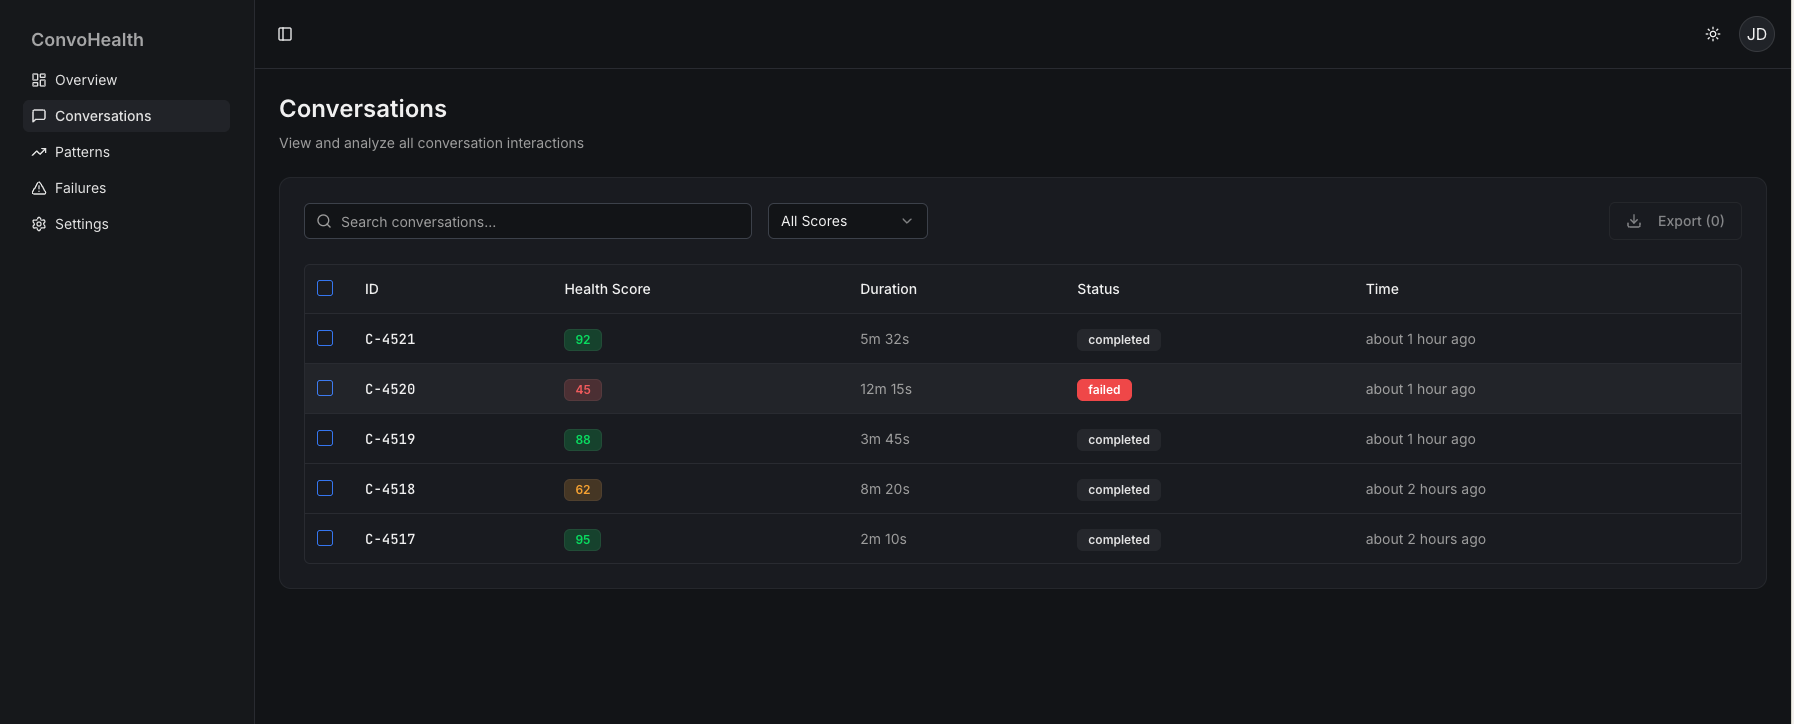 ConvoHealth
Overview
Conversations
Patterns
Failures
Settings
JD
Conversations
View and analyze all conversation interactions
Search conversations...
All Scores
Export (0)
ID Health Score Duration Status Time
C-4521 92 5m 32s completed about 1 hour ago
C-4520 45 12m 15s failed about 1 hour ago
C-4519 88 3m 45s completed about 1 hour ago
C-4518 62 8m 20s completed about 2 hours ago
C-4517 95 2m 10s completed about 2 hours ago